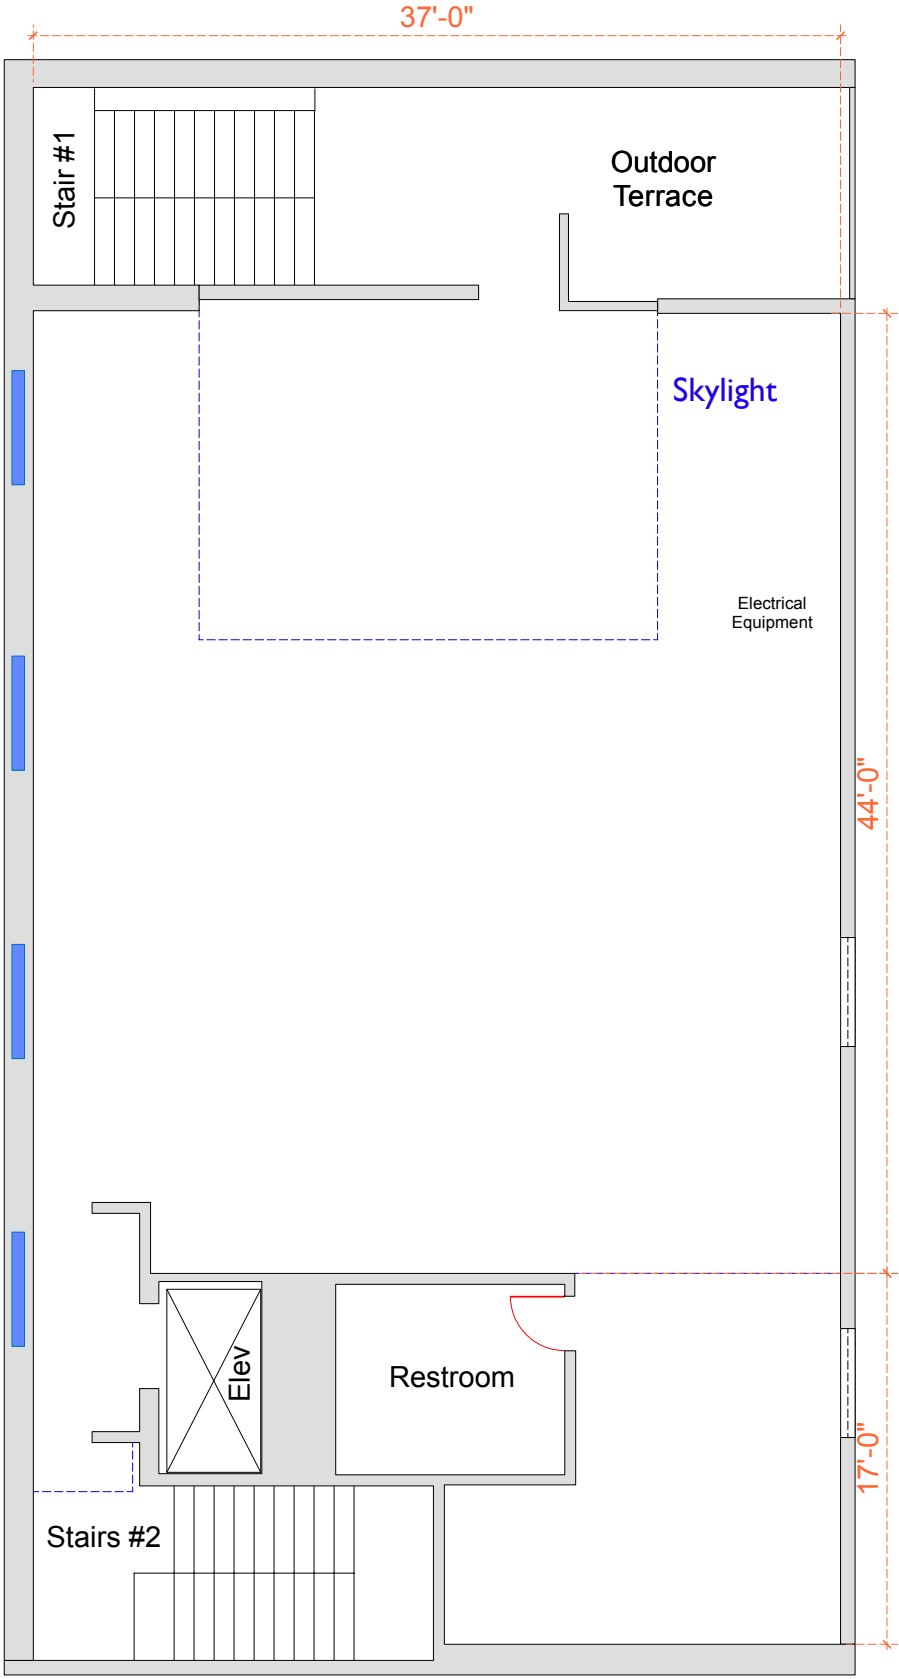 37'-0"
Stair #1
Outdoor
Terrace
Skylight
Electrical
Equipment
44'-0"
Elev
Restroom
17'-0"
Stairs #2